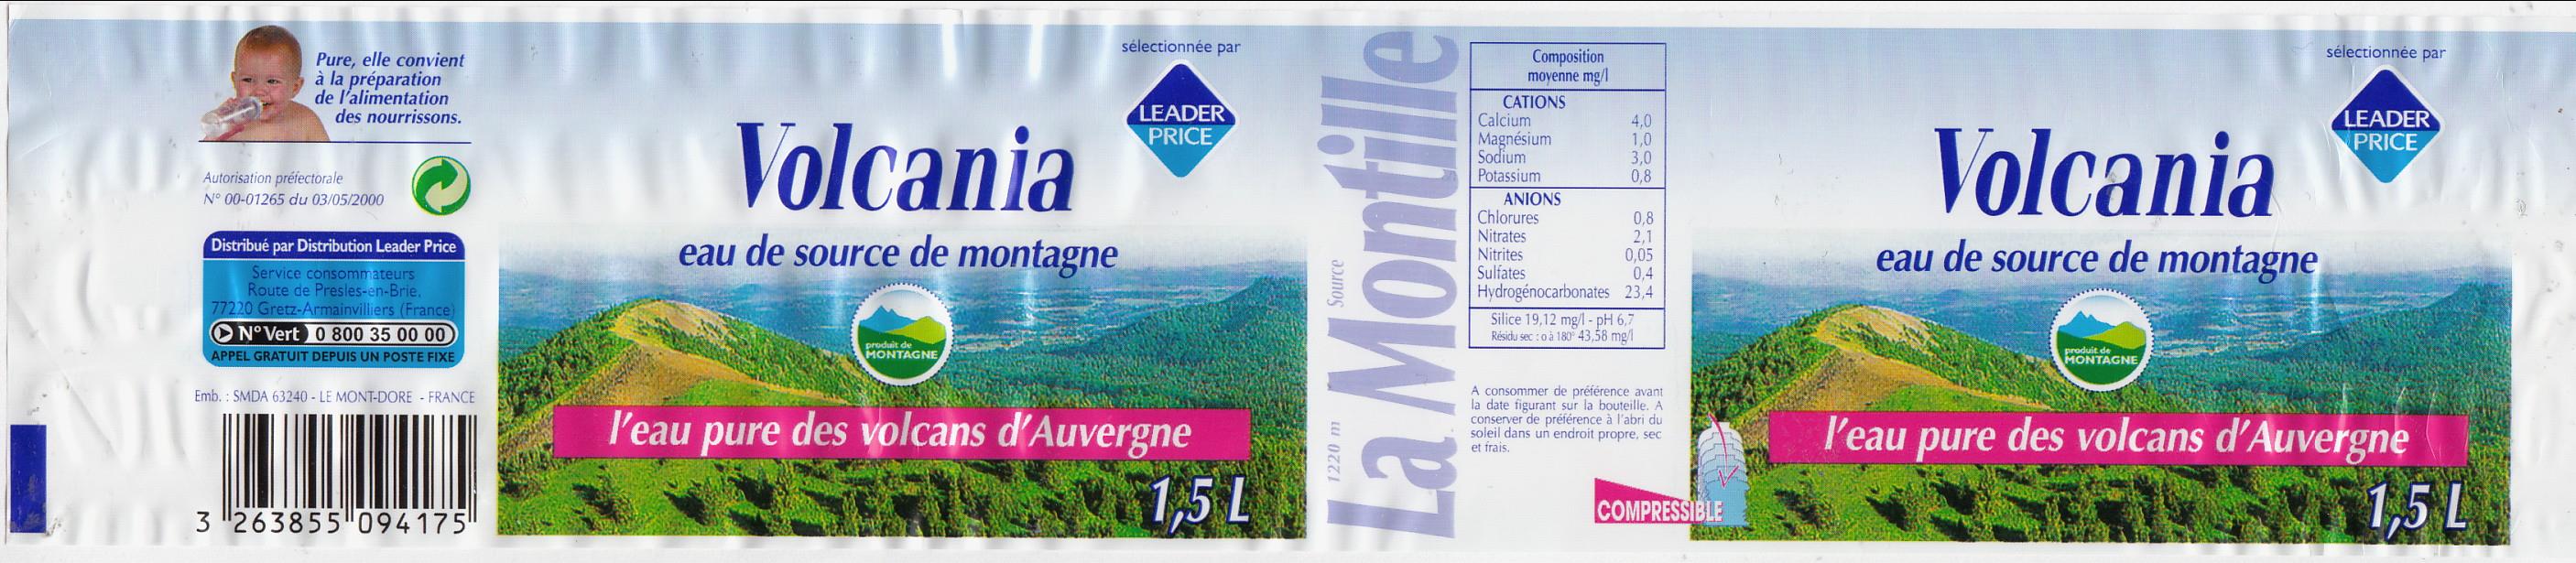 Pure, elle convient
à la préparation
de l'alimentation
des nourrissons.
Autorisation préfectorale
N° 00-01265 du 03/05/2000
Distribué par Distribution Leader Price
Service consommateurs
Route de Presles-en-Brie,
77220 Gretz-Armainvilliers (France)
N° Vert 0 800 35 00 00
APPEL GRATUIT DEPUIS UN POSTE FIXE
Emb. : SMDA 63240 - LE MONT-DORE - FRANCE
3 263855 094175
sélectionnée par
LEADER
PRICE
Volcania
eau de source de montagne
produit de
MONTAGNE
l'eau pure des volcans d'Auvergne
1,5 L
1220 m Source
La Montille
Composition
moyenne mg/l
CATIONS
Calcium 4,0
Magnésium 1,0
Sodium 3,0
Potassium 0,8
ANIONS
Chlorures 0,8
Nitrates 2,1
Nitrites 0,05
Sulfates 0,4
Hydrogénocarbonates 23,4
Silice 19,12 mg/l - pH 6,7
Résidu sec : o à 180° 43,58 mg/l
A consommer de préférence avant
la date figurant sur la bouteille. A
conserver de préférence à l'abri du
soleil dans un endroit propre, sec
et frais.
COMPRESSIBLE
sélectionnée par
LEADER
PRICE
Volcania
eau de source de montagne
produit de
MONTAGNE
l'eau pure des volcans d'Auvergne
1,5 L